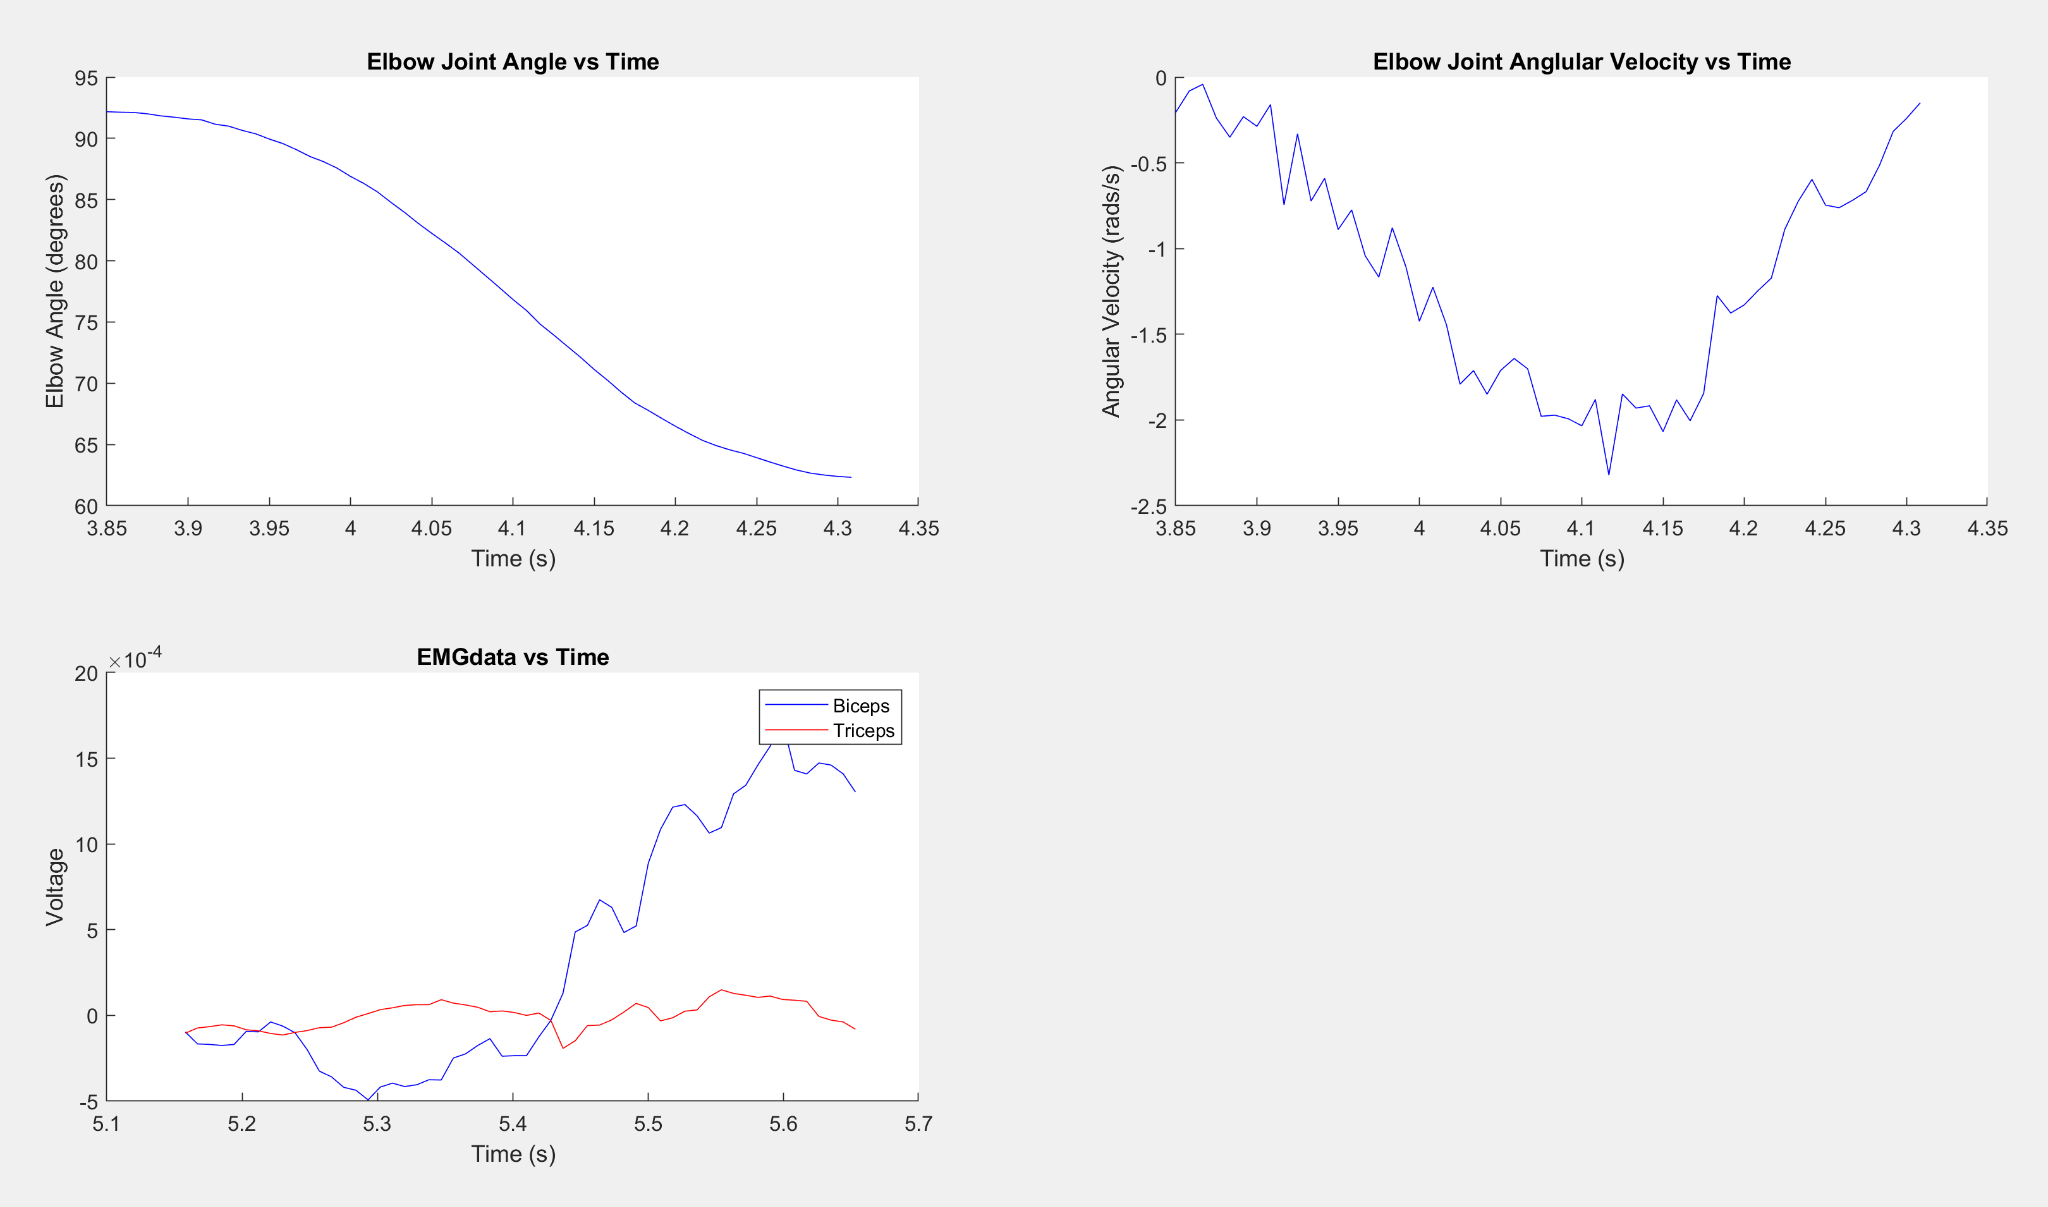 Elbow Joint Angle vs Time
95
90
85
80
75
70
65
60
Elbow Angle (degrees)
3.85 3.9 3.95 4 4.05 4.1 4.15 4.2 4.25 4.3 4.35
Time (s)
Elbow Joint Anglular Velocity vs Time
0
-0.5
-1
-1.5
-2
-2.5
Angular Velocity (rads/s)
3.85 3.9 3.95 4 4.05 4.1 4.15 4.2 4.25 4.3 4.35
Time (s)
EMGdata vs Time
×10-4
20
15
10
5
0
-5
Voltage
Biceps
Triceps
5.1 5.2 5.3 5.4 5.5 5.6 5.7
Time (s)